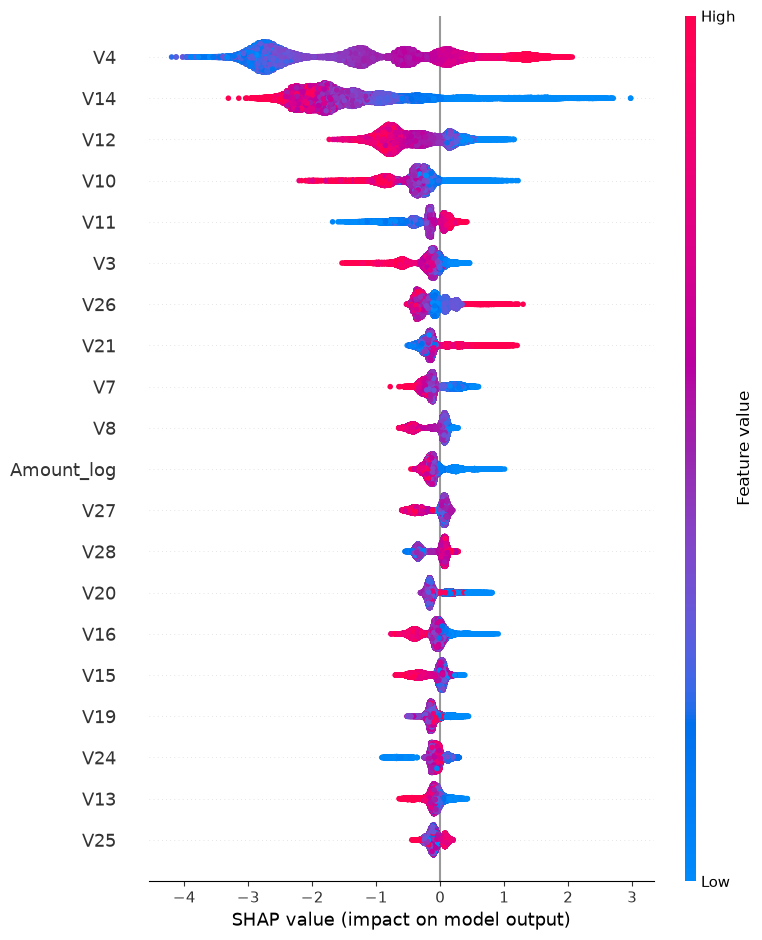 High
V4
V14
V12
V10
V11
V3
V26
V21
V7
V8
Amount_log
V27
V28
V20
V16
V15
V19
V24
V13
V25
Feature value
Low
−4 −3 −2 −1 0 1 2 3
SHAP value (impact on model output)